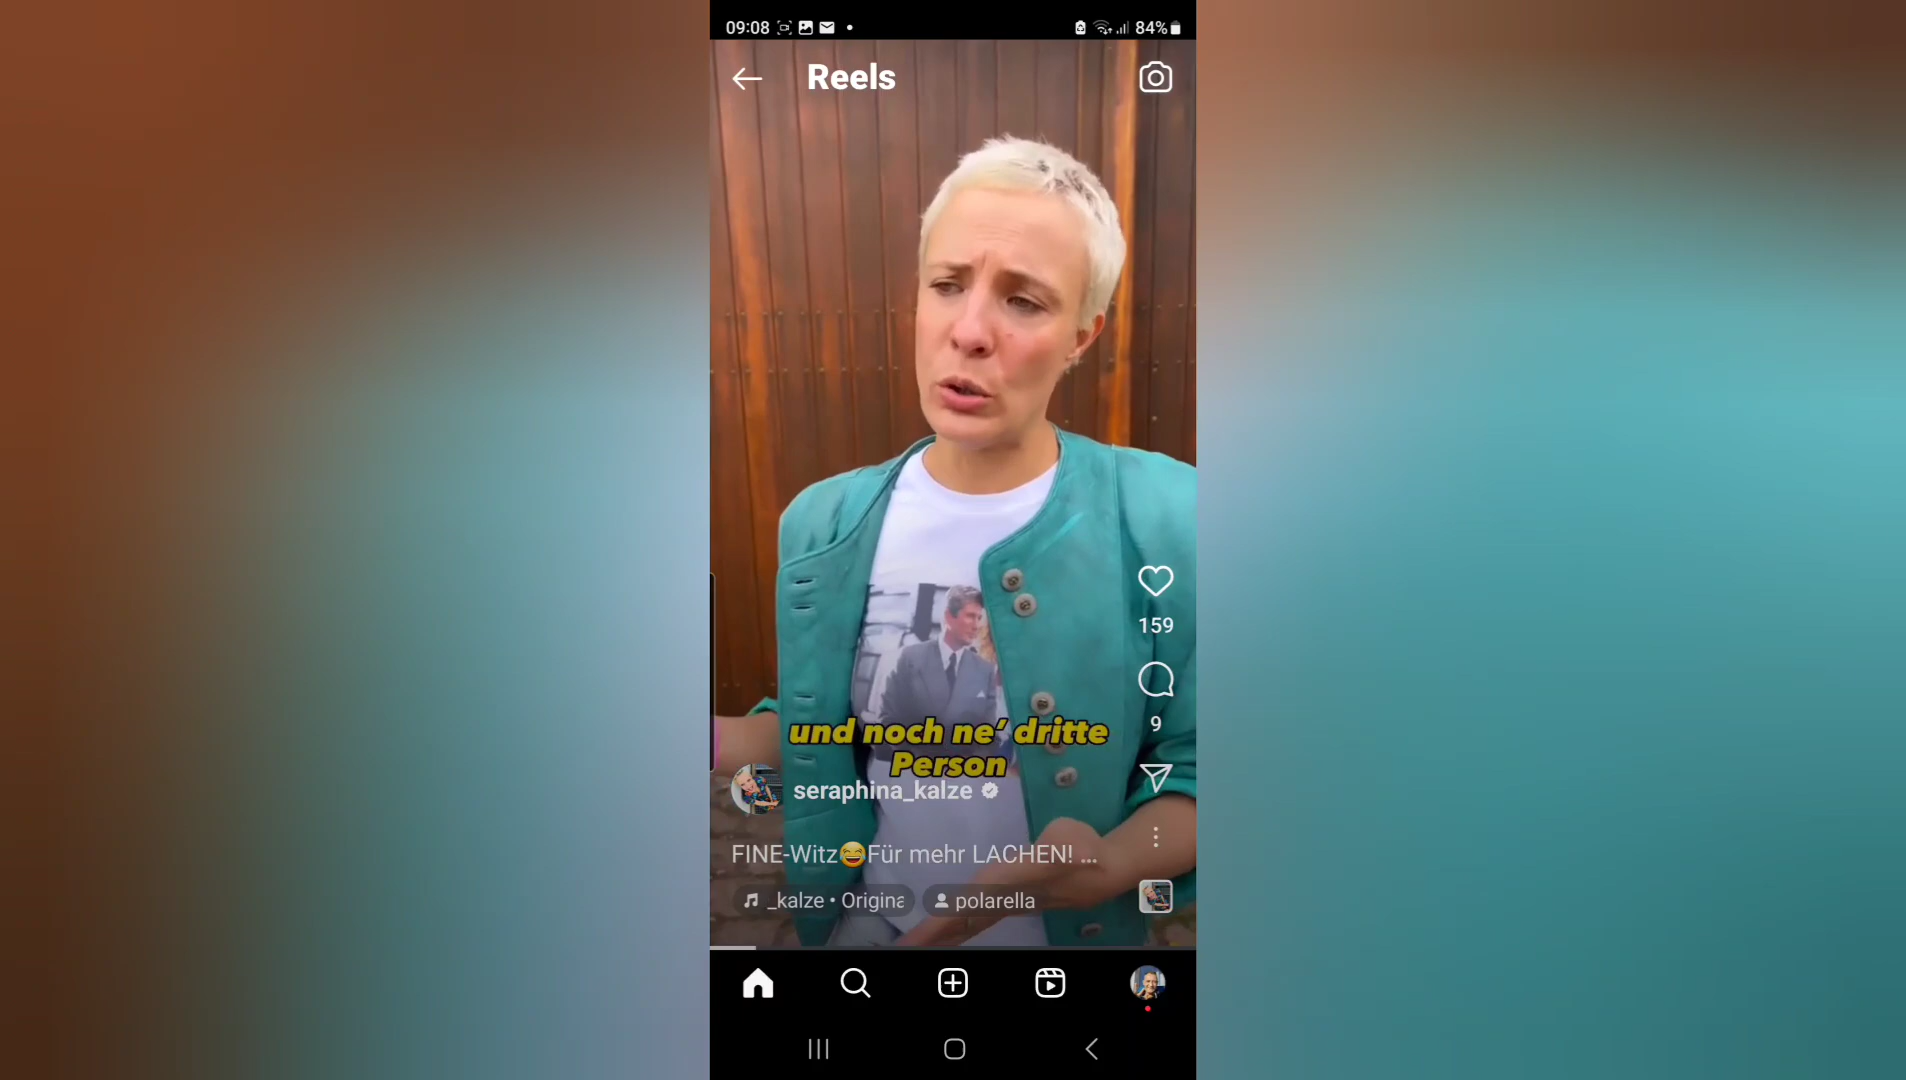 09:08
84%
Reels
159
9
und noch ne' dritte
Person
seraphina_kalze
FINE-Witz😂Für mehr LACHEN! ...
_kalze • Origina
polarella